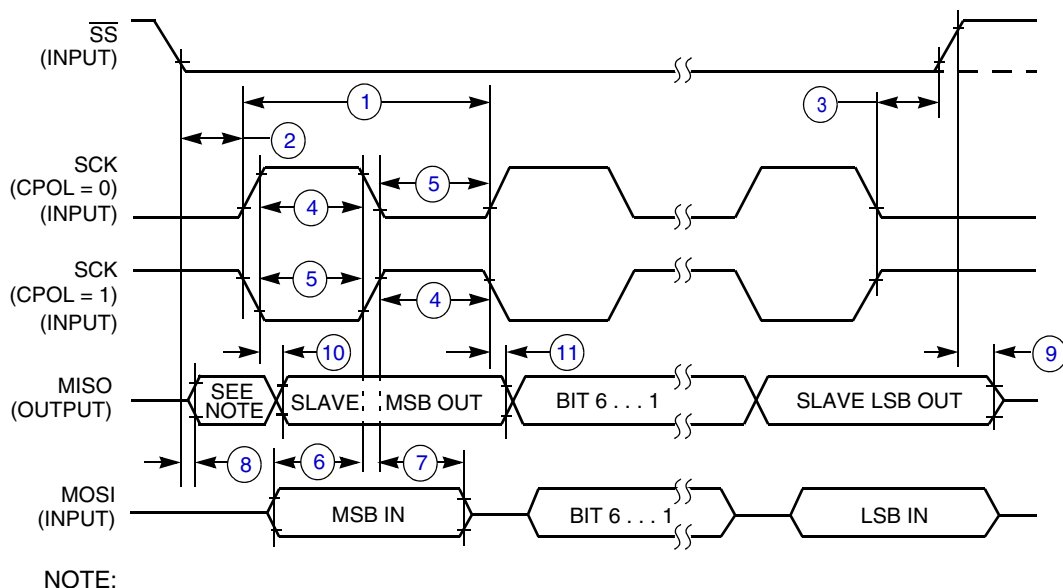 SS
(INPUT)
1
3
2
SCK
(CPOL = 0)
(INPUT)
5
4
SCK
(CPOL = 1)
(INPUT)
5
4
10
11
9
MISO
(OUTPUT)
SEE
NOTE
SLAVE
MSB OUT
BIT 6 . . . 1
SLAVE LSB OUT
8
6
7
MOSI
(INPUT)
MSB IN
BIT 6 . . . 1
LSB IN
NOTE: